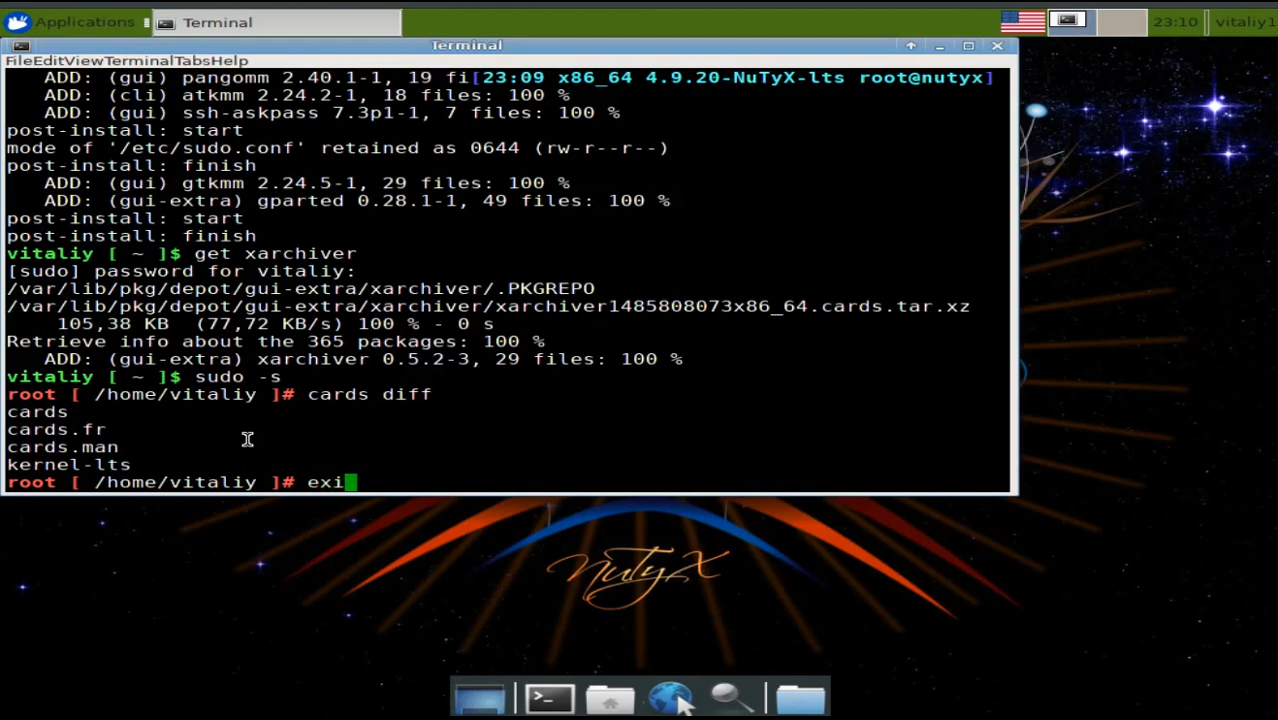 Applications
Terminal
23:10
vitaliy1
Terminal
FileEditViewTerminalTabsHelp
ADD: (gui) pangomm 2.40.1-1, 19 fi[23:09 x86_64 4.9.20-NuTyX-lts root@nutyx]
ADD: (cli) atkmm 2.24.2-1, 18 files: 100 %
ADD: (gui) ssh-askpass 7.3p1-1, 7 files: 100 %
post-install: start
mode of '/etc/sudo.conf' retained as 0644 (rw-r--r--)
post-install: finish
ADD: (gui) gtkmm 2.24.5-1, 29 files: 100 %
ADD: (gui-extra) gparted 0.28.1-1, 49 files: 100 %
post-install: start
post-install: finish
vitaliy [ ~ ]$ get xarchiver
[sudo] password for vitaliy:
/var/lib/pkg/depot/gui-extra/xarchiver/.PKGREPO
/var/lib/pkg/depot/gui-extra/xarchiver/xarchiver1485808073x86_64.cards.tar.xz
105,38 KB (77,72 KB/s) 100 % - 0 s
Retrieve info about the 365 packages: 100 %
ADD: (gui-extra) xarchiver 0.5.2-3, 29 files: 100 %
vitaliy [ ~ ]$ sudo -s
root [ /home/vitaliy ]# cards diff
cards
cards.fr
cards.man
kernel-lts
root [ /home/vitaliy ]# exi
NuTyX